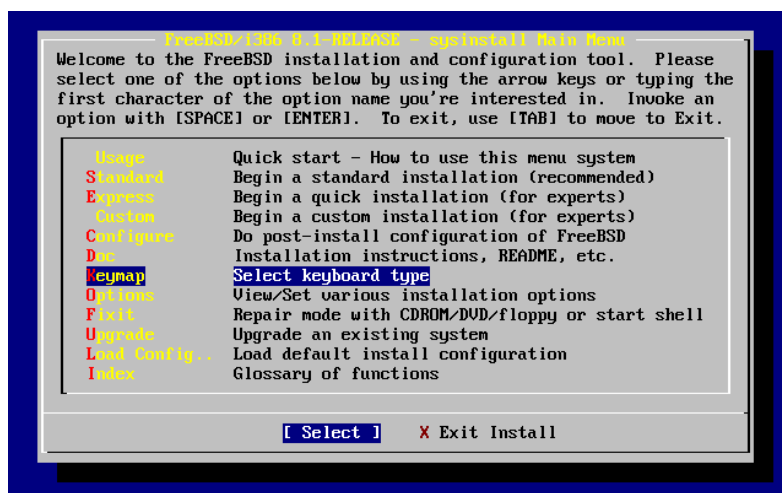 FreeBSD/i386 8.1-RELEASE - sysinstall Main Menu
Welcome to the FreeBSD installation and configuration tool. Please
select one of the options below by using the arrow keys or typing the
first character of the option name you're interested in. Invoke an
option with [SPACE] or [ENTER]. To exit, use [TAB] to move to Exit.
Usage Quick start - How to use this menu system
Standard Begin a standard installation (recommended)
Express Begin a quick installation (for experts)
Custom Begin a custom installation (for experts)
Configure Do post-install configuration of FreeBSD
Doc Installation instructions, README, etc.
Keymap Select keyboard type
Options View/Set various installation options
Fixit Repair mode with CDROM/DVD/floppy or start shell
Upgrade Upgrade an existing system
Load Config.. Load default install configuration
Index Glossary of functions
[ Select ] X Exit Install